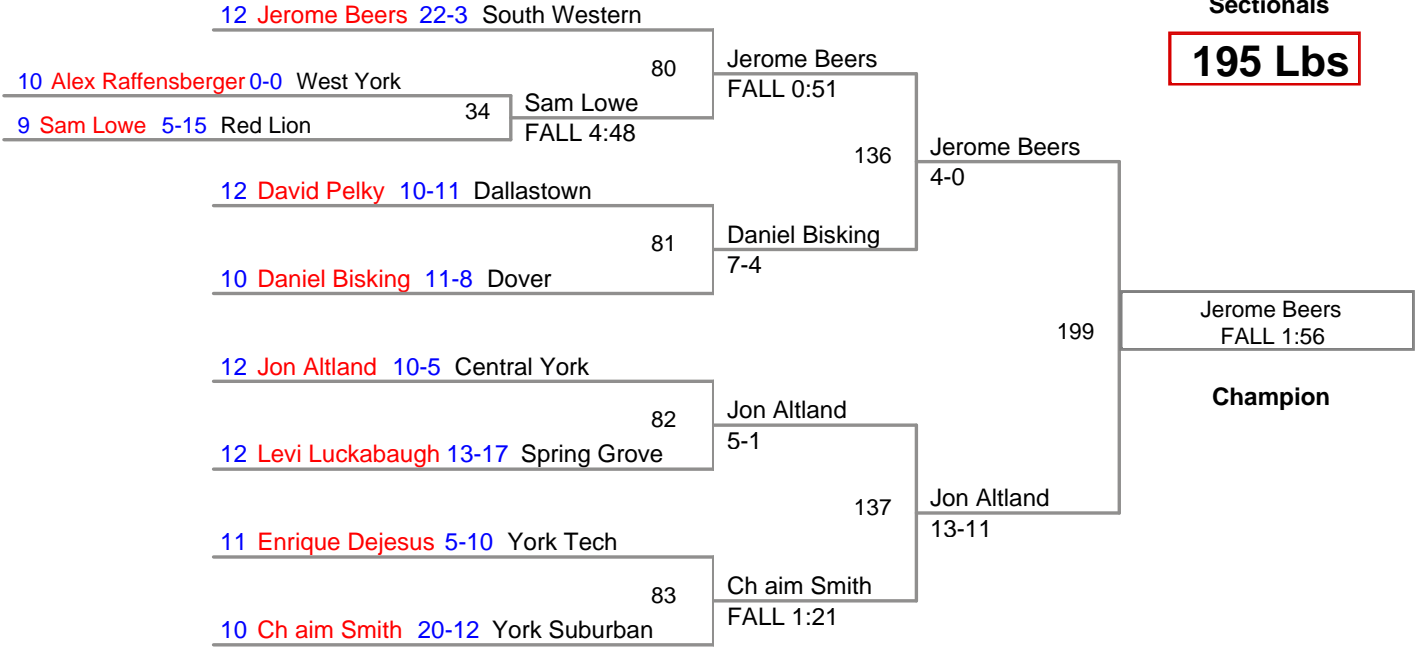 Sectionals
195 Lbs
12 Jerome Beers 22-3 South Western
10 Alex Raffensberger 0-0 West York
9 Sam Lowe 5-15 Red Lion
34
Sam Lowe
FALL 4:48
80
Jerome Beers
FALL 0:51
12 David Pelky 10-11 Dallastown
10 Daniel Bisking 11-8 Dover
81
Daniel Bisking
7-4
136
Jerome Beers
4-0
12 Jon Altland 10-5 Central York
12 Levi Luckabaugh 13-17 Spring Grove
82
Jon Altland
5-1
11 Enrique Dejesus 5-10 York Tech
10 Ch aim Smith 20-12 York Suburban
83
Ch aim Smith
FALL 1:21
137
Jon Altland
13-11
199
Jerome Beers
FALL 1:56
Champion